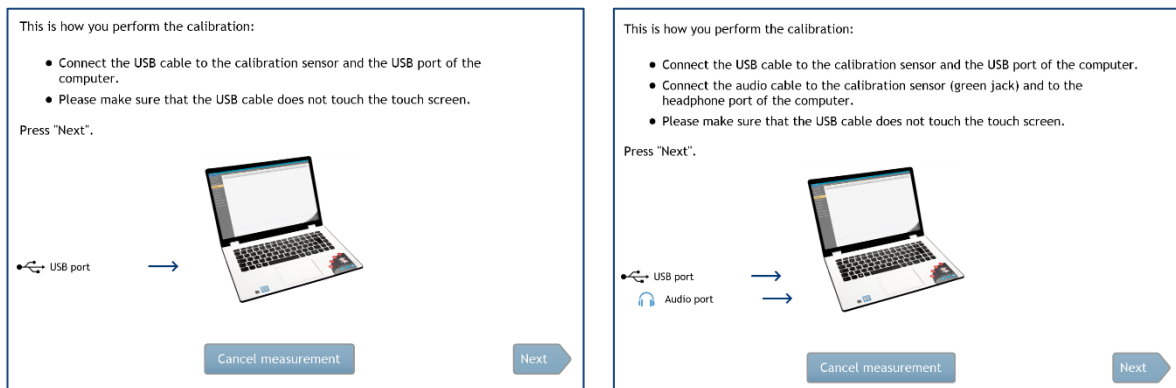 This is how you perform the calibration:
● Connect the USB cable to the calibration sensor and the USB port of the
computer.
● Please make sure that the USB cable does not touch the touch screen.
Press "Next".
USB port
Cancel measurement
Next
This is how you perform the calibration:
● Connect the USB cable to the calibration sensor and the USB port of the computer.
● Connect the audio cable to the calibration sensor (green jack) and to the
headphone port of the computer.
● Please make sure that the USB cable does not touch the touch screen.
Press "Next".
USB port
Audio port
Cancel measurement
Next